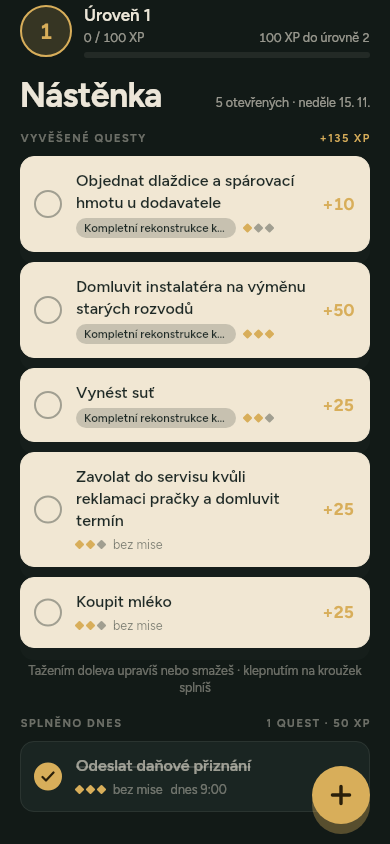 1
Úroveň 1
0 / 100 XP
100 XP do úrovně 2
Nástěnka
5 otevřených · neděle 15. 11.
VYVĚŠENÉ QUESTY
+135 XP
Objednat dlaždice a spárovací
hmotu u dodavatele
+10
Kompletní rekonstrukce k...
Domluvit instalatéra na výměnu
starých rozvodů
+50
Kompletní rekonstrukce k...
Vynést suť
+25
Kompletní rekonstrukce k...
Zavolat do servisu kvůli
reklamaci pračky a domluvit
termín
+25
bez mise
Koupit mléko
+25
bez mise
Tažením doleva upravíš nebo smažeš · klepnutím na kroužek
splníš
SPLNĚNO DNES
1 QUEST · 50 XP
Odeslat daňové přiznání
bez mise dnes 9:00